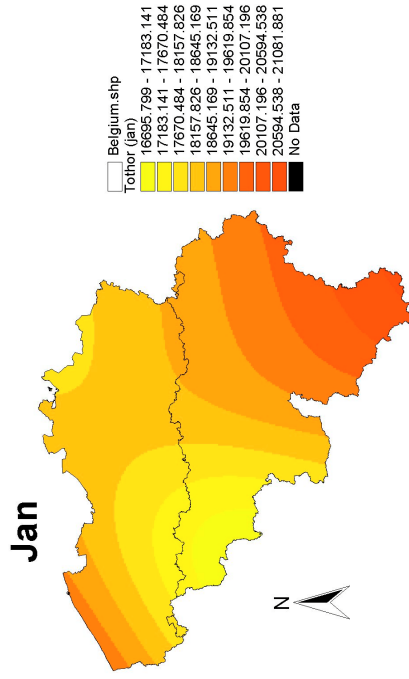 Jan
Belgium.shp
Tothor (jan)
16695.799 - 17183.141
17183.141 - 17670.484
17670.484 - 18157.826
18157.826 - 18645.169
18645.169 - 19132.511
19132.511 - 19619.854
19619.854 - 20107.196
20107.196 - 20594.538
20594.538 - 21081.881
No Data
N